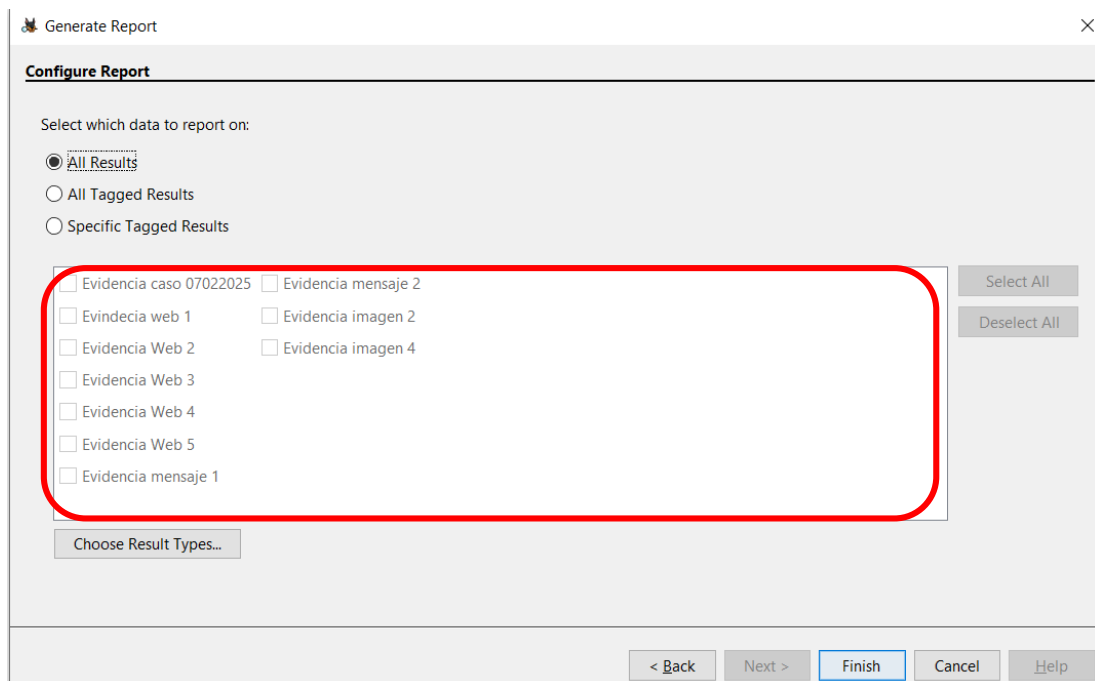 Generate Report
Configure Report
Select which data to report on:
All Results
All Tagged Results
Specific Tagged Results
Evidencia caso 07022025
Evindecia web 1
Evidencia Web 2
Evidencia Web 3
Evidencia Web 4
Evidencia Web 5
Evidencia mensaje 1
Evidencia mensaje 2
Evidencia imagen 2
Evidencia imagen 4
Select All
Deselect All
Choose Result Types...
< Back
Next >
Finish
Cancel
Help